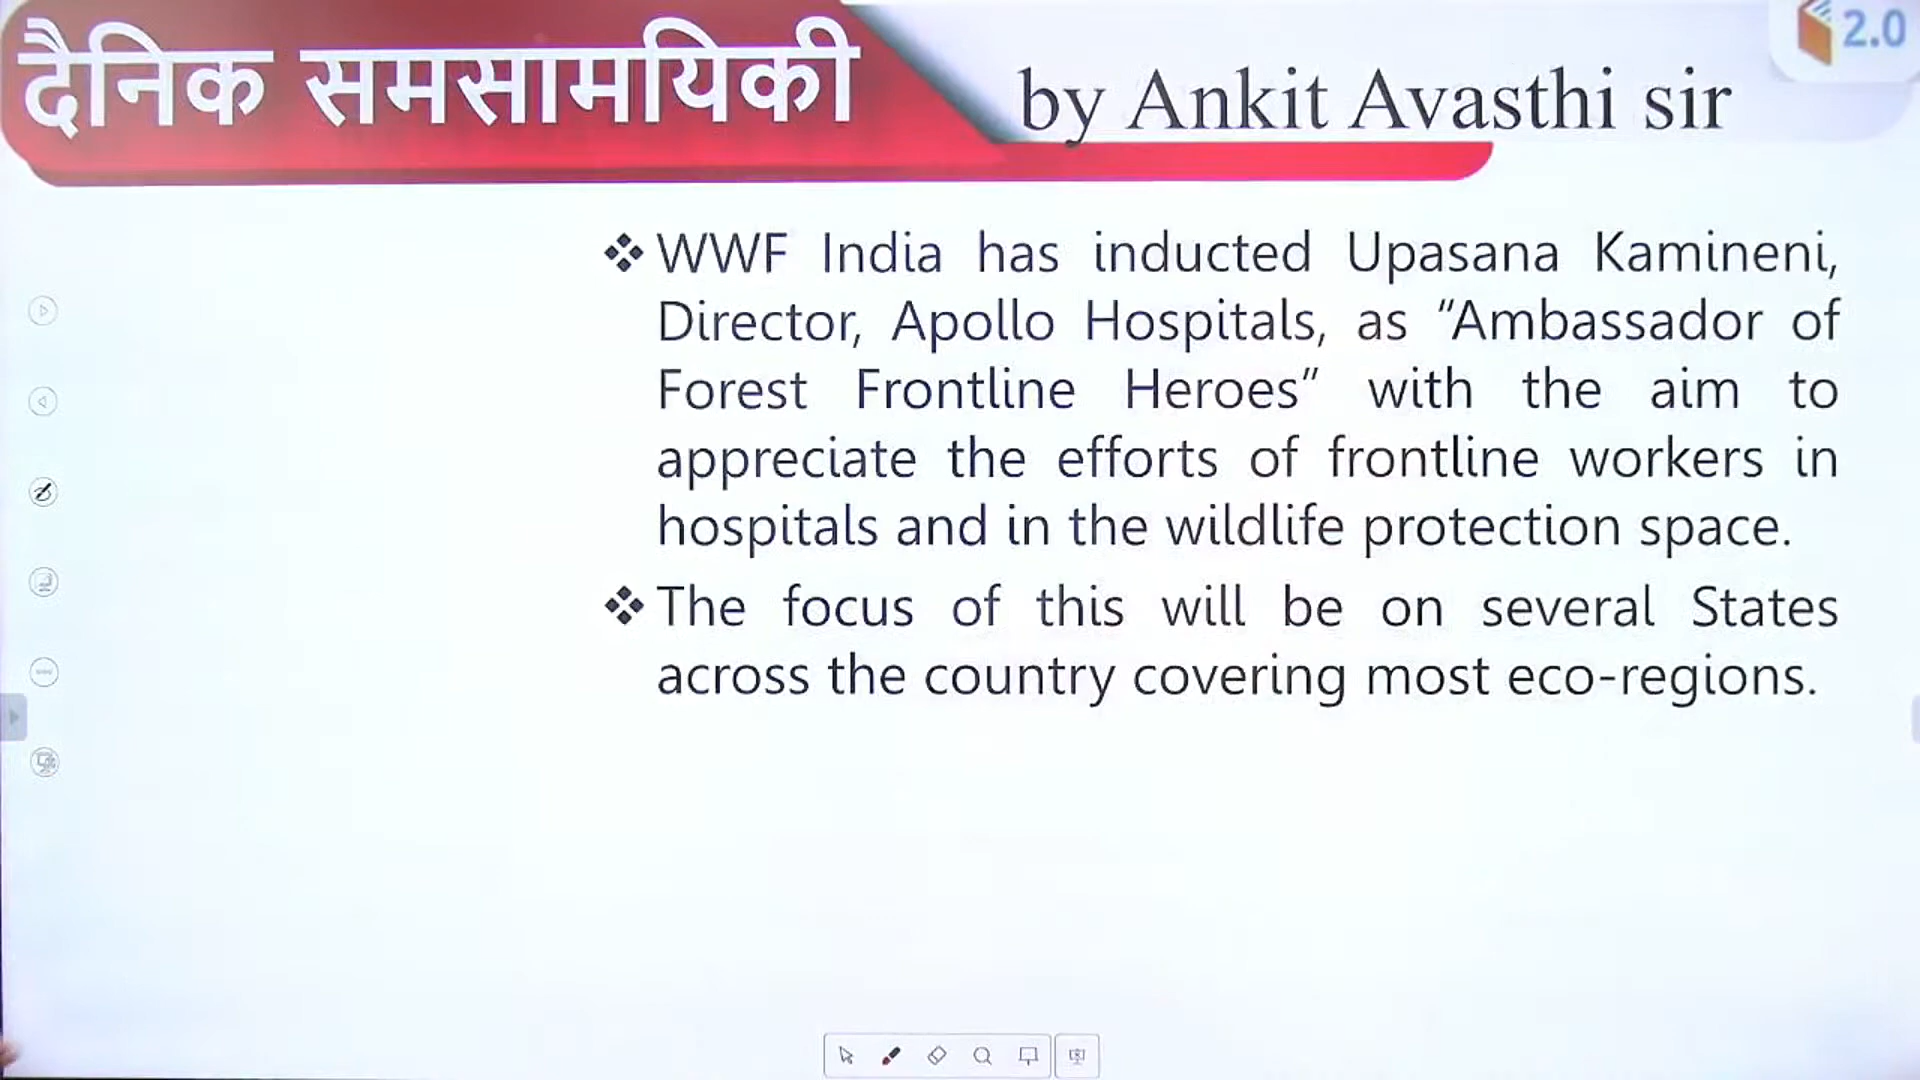 दैनिक समसामयिकी
by Ankit Avasthi sir
2.0
❖ WWF India has inducted Upasana Kamineni,
Director, Apollo Hospitals, as “Ambassador of
Forest Frontline Heroes” with the aim to
appreciate the efforts of frontline workers in
hospitals and in the wildlife protection space.
❖ The focus of this will be on several States
across the country covering most eco-regions.